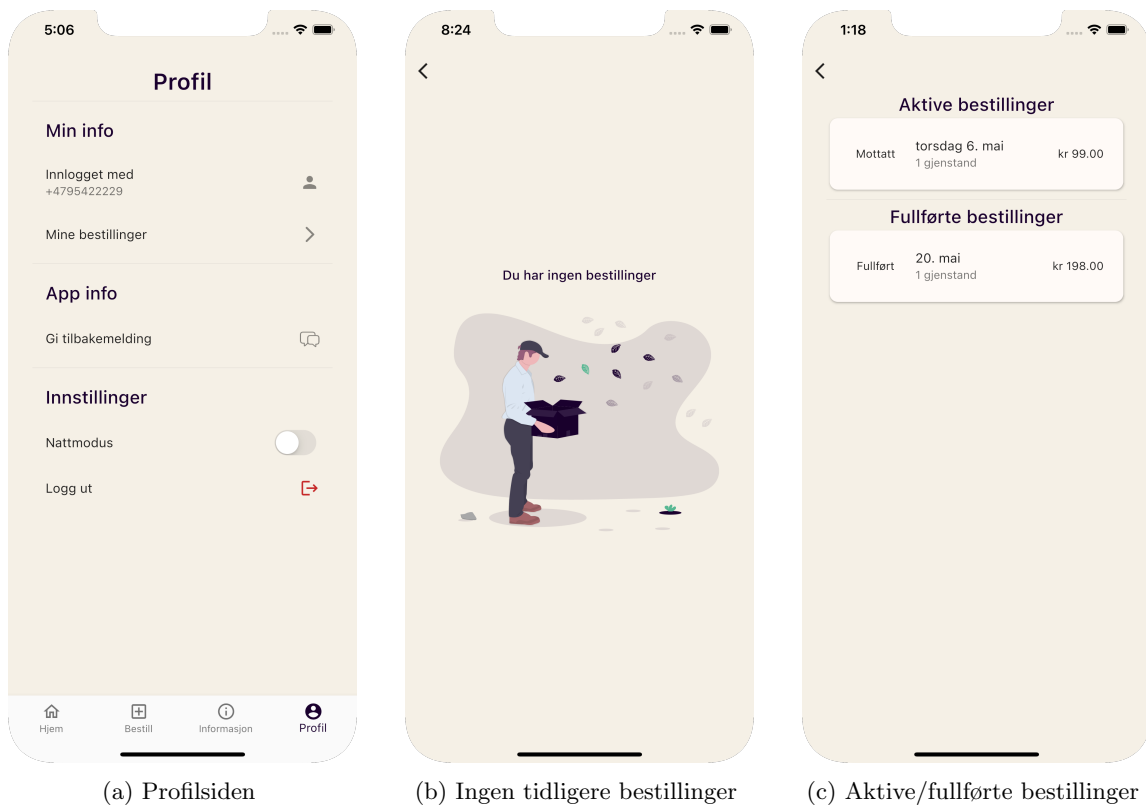 5:06
Profil
Min info
Innlogget med
+4795422229
Mine bestillinger
App info
Gi tilbakemelding
Innstillinger
Nattmodus
Logg ut
Hjem
Bestill
Informasjon
Profil
(a) Profilsiden
8:24
Du har ingen bestillinger
(b) Ingen tidligere bestillinger
1:18
Aktive bestillinger
Mottatt
torsdag 6. mai
1 gjenstand
kr 99.00
Fullførte bestillinger
Fullført
20. mai
1 gjenstand
kr 198.00
(c) Aktive/fullførte bestillinger